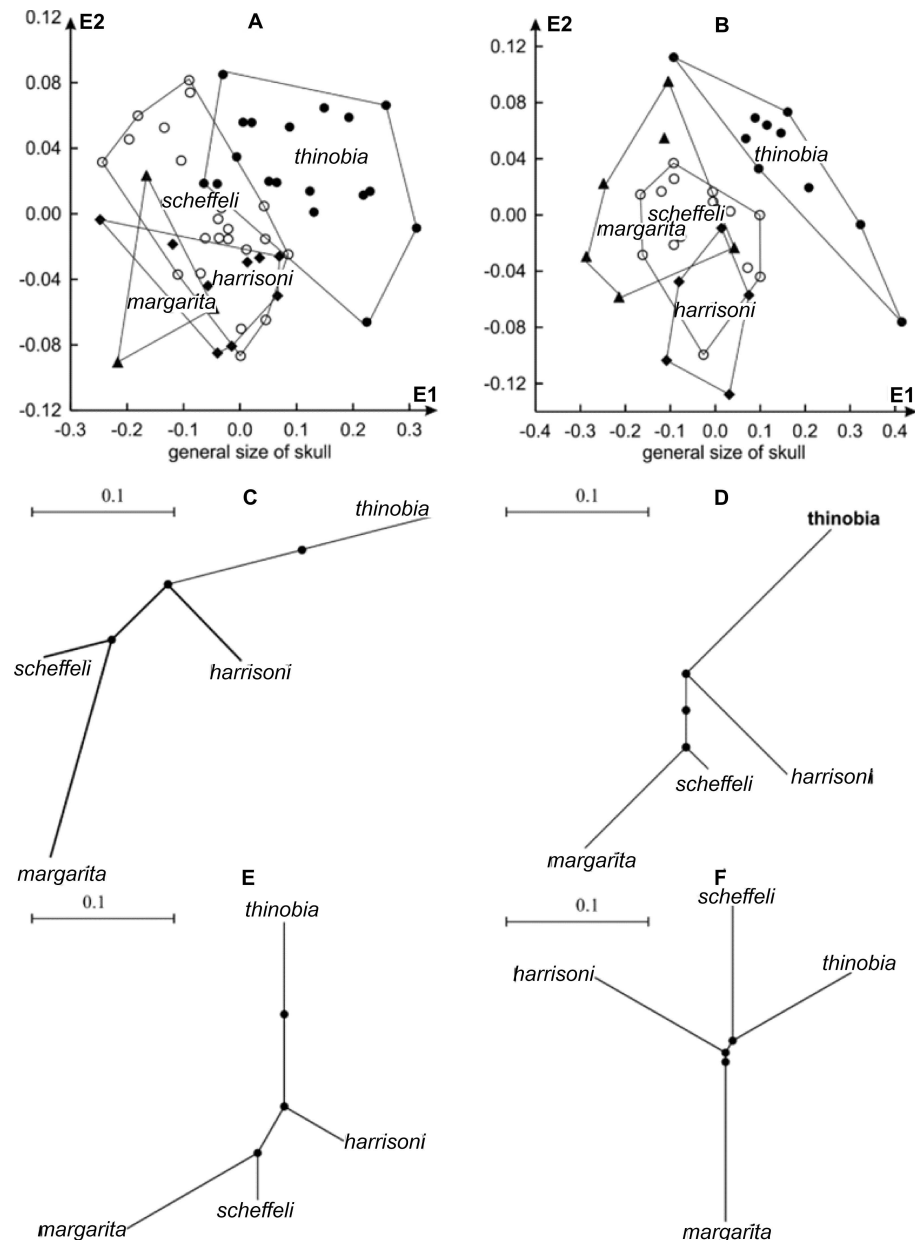 E2 A
0.12
0.08
0.04
0.00
-0.04
-0.08
-0.12
thinobia
scheffeli
harrisoni
margarita
E1
-0.3 -0.2 -0.1 0.0 0.1 0.2 0.3
general size of skull
E2 B
0.12
0.08
0.04
0.00
-0.04
-0.08
-0.12
thinobia
scheffeli
margarita
harrisoni
E1
-0.4 -0.3 -0.2 -0.1 0.0 0.1 0.2 0.3 0.4
general size of skull
C
0.1
thinobia
scheffeli
harrisoni
margarita
D
0.1
thinobia
scheffeli
harrisoni
margarita
E
0.1
thinobia
harrisoni
scheffeli
margarita
F
0.1
scheffeli
harrisoni
thinobia
margarita